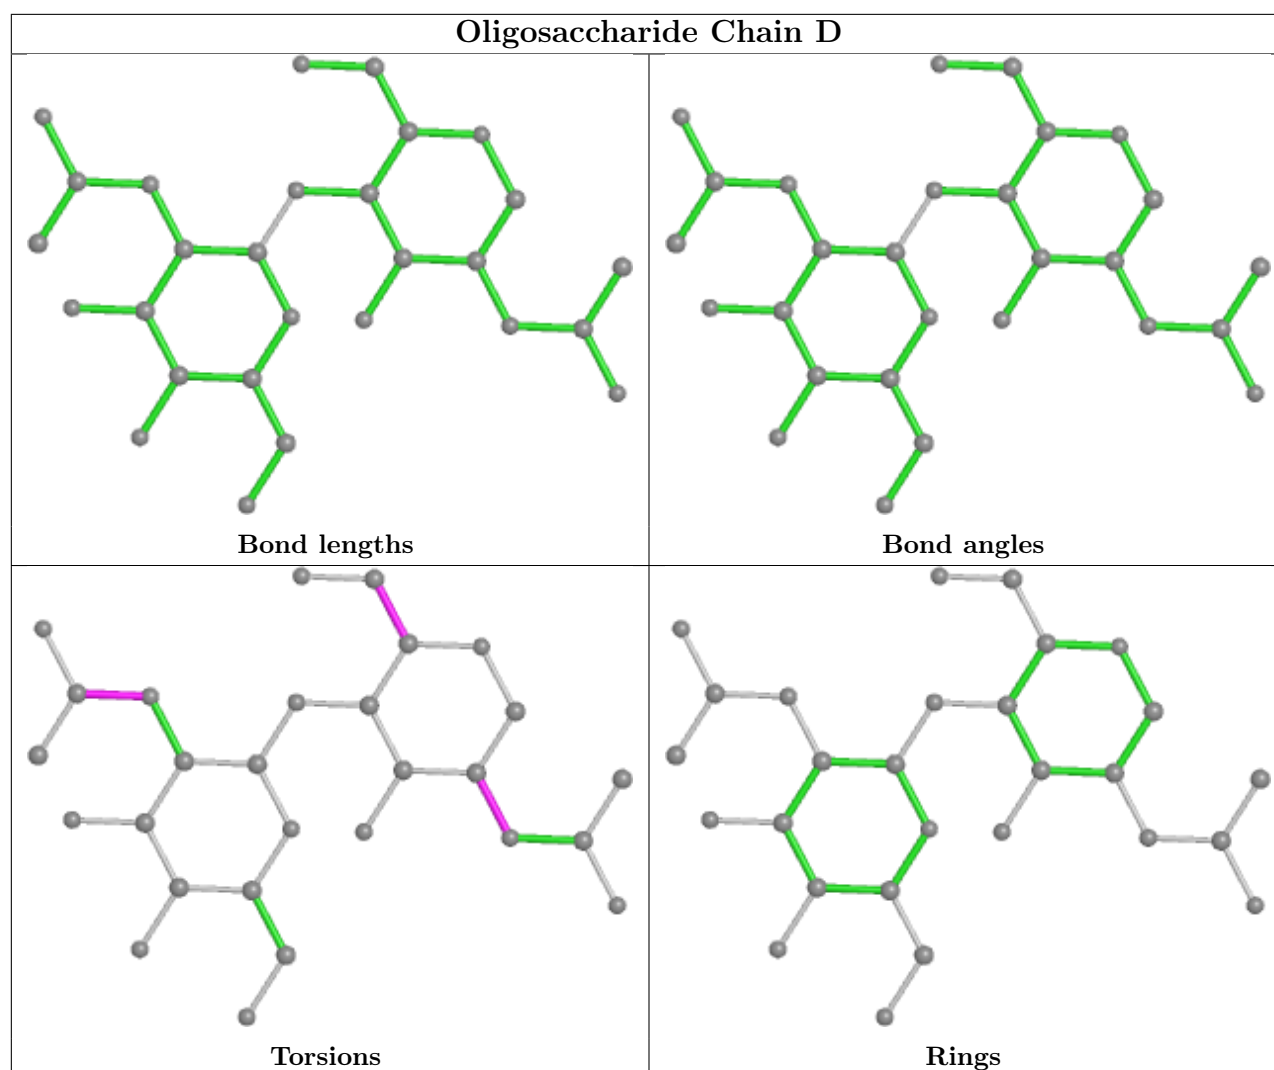 Oligosaccharide Chain D
Bond lengths
Bond angles
Torsions
Rings